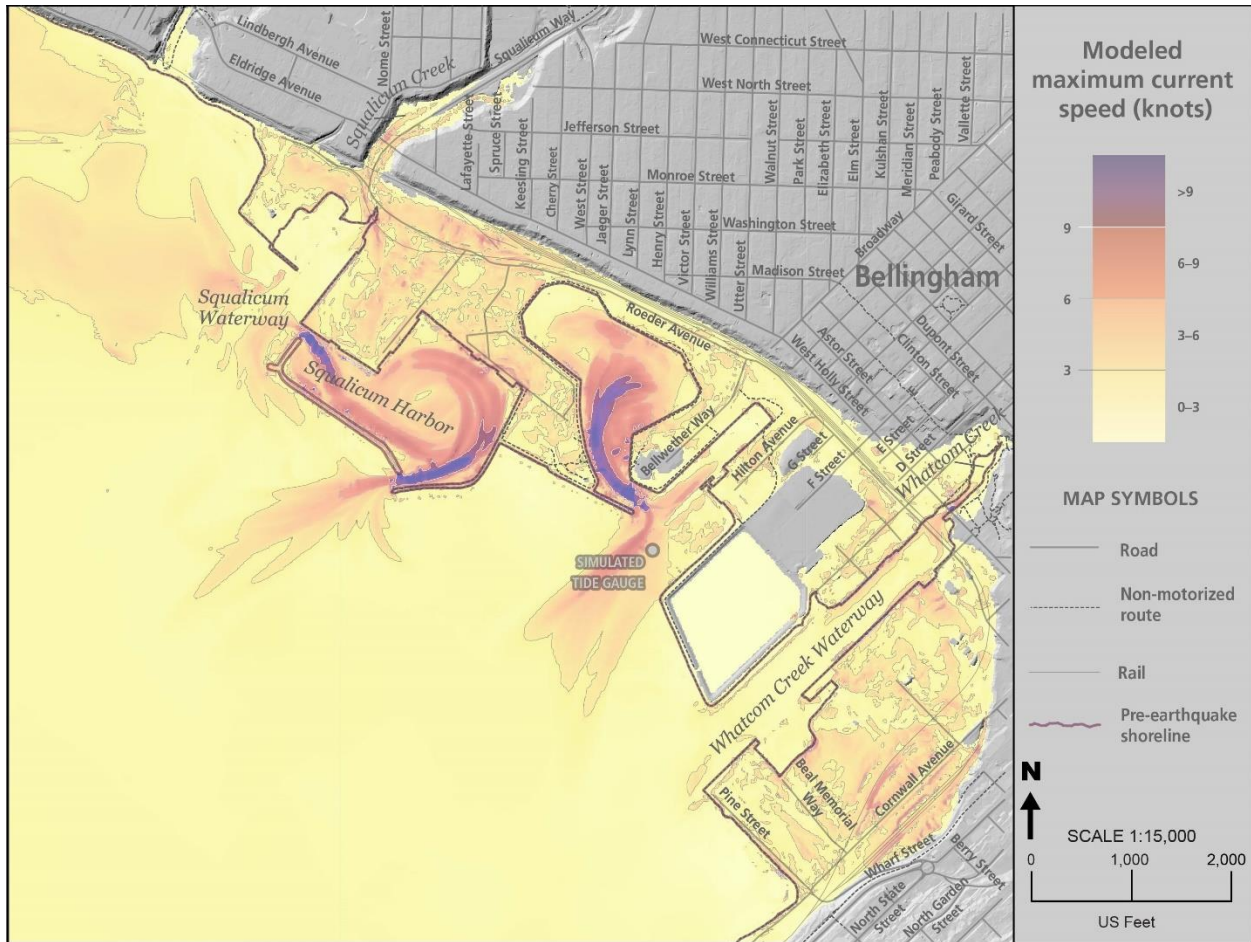 Lindbergh Avenue
Eldridge Avenue
Nome Street
Squalicum Creek
Squalicum Way
West Connecticut Street
West North Street
Jefferson Street
Monroe Street
Washington Street
Madison Street
Lafayette Street
Spruce Street
Keesling Street
Cherry Street
West Street
Jaeger Street
Lynn Street
Henry Street
Victor Street
Williams Street
Utter Street
Walnut Street
Park Street
Elizabeth Street
Elm Street
Kulshan Street
Meridian Street
Peabody Street
Vallette Street
Broadway
Girard Street
Bellingham
Dupont Street
Clinton Street
Astor Street
West Holly Street
Squalicum
Waterway
Squalicum Harbor
Roeder Avenue
Bellwether Way
Hilton Avenue
G Street
F Street
E Street
D Street
Whatcom Creek
SIMULATED
TIDE GAUGE
Whatcom Creek Waterway
Pine Street
Beal Memorial
Way
Cornwall Avenue
Wharf Street
Berry Street
North State
Street
North Garden
Street
Modeled
maximum current
speed (knots)
>9
9
6–9
6
3–6
3
0–3
MAP SYMBOLS
Road
Non-motorized
route
Rail
Pre-earthquake
shoreline
N
SCALE 1:15,000
0 1,000 2,000
US Feet